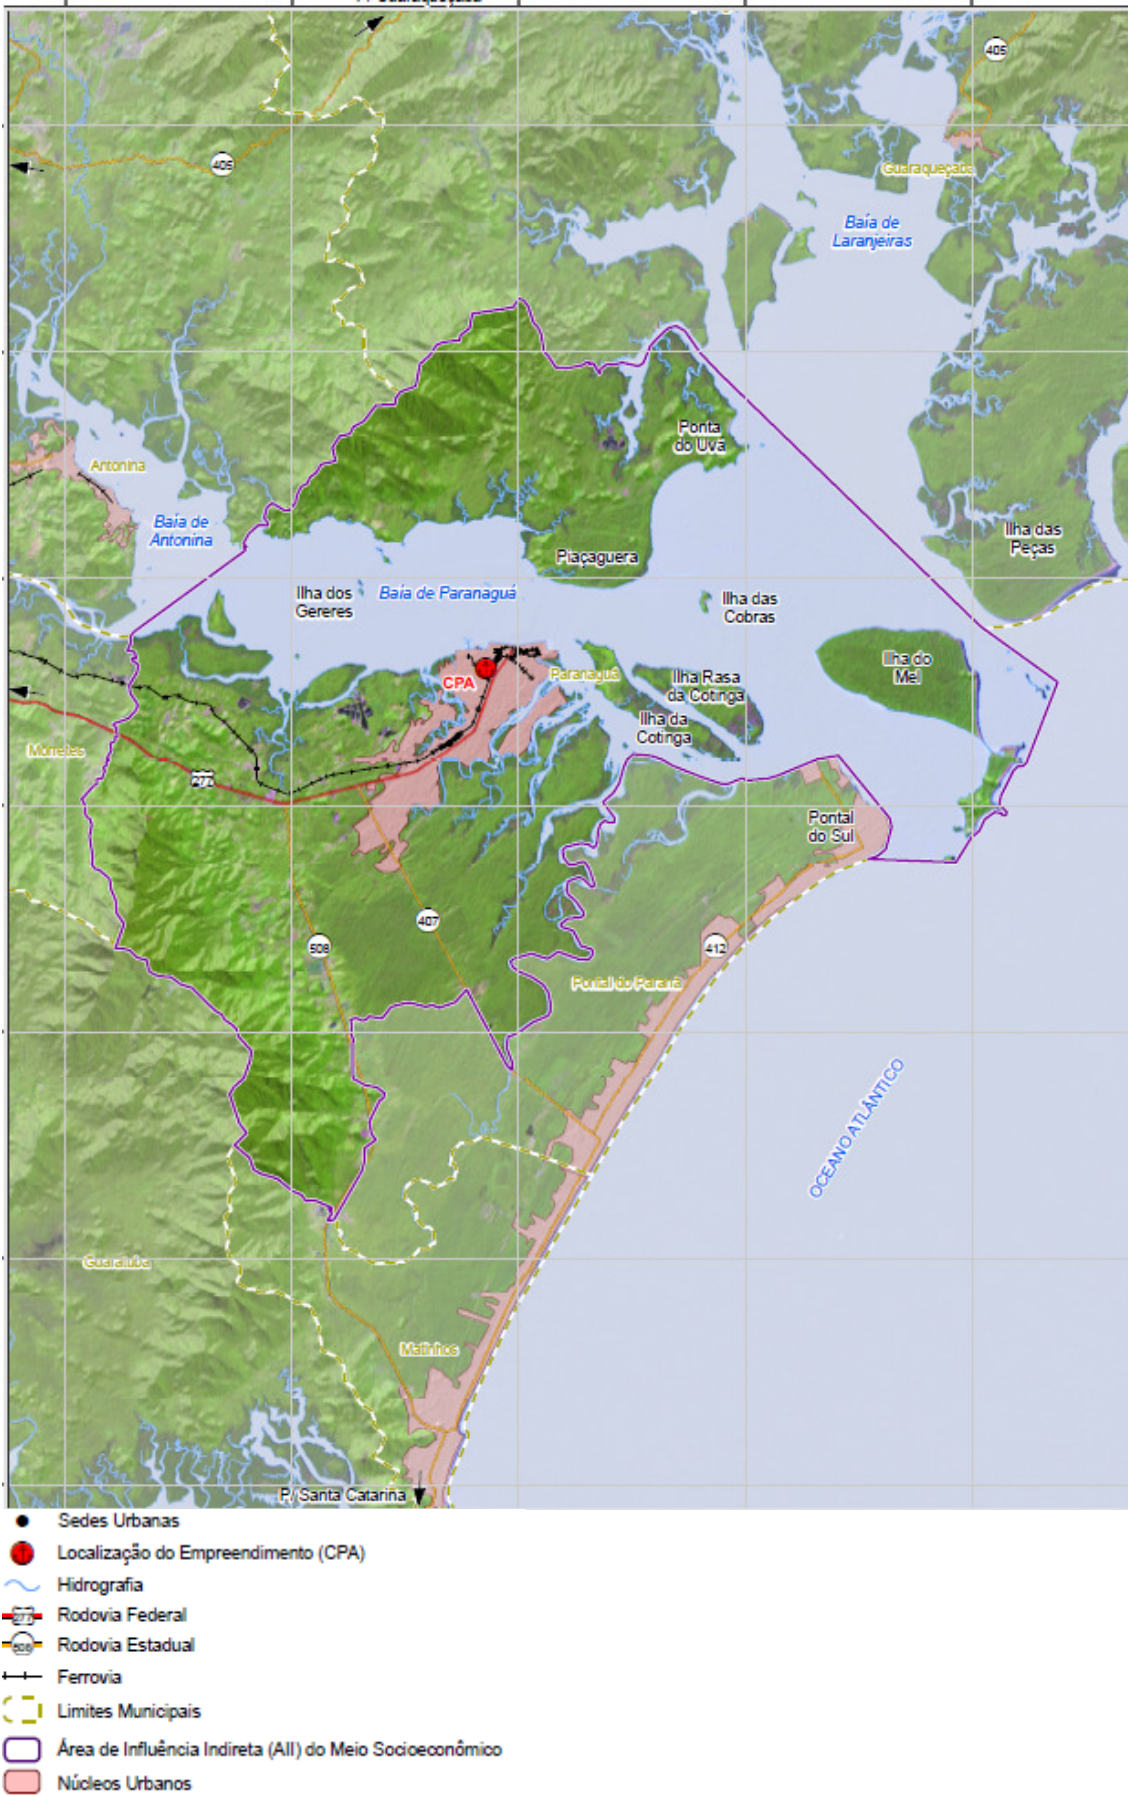 405
405
Guaraqueçaba
Baía de
Laranjeiras
Ponta
do Uvá
Antonina
Baía de
Antonina
Ilha das
Peças
Piaçaguera
Ilha dos
Gereres
Baía de Paranaguá
Ilha das
Cobras
Ilha do
Mel
Paranaguá
CPA
Ilha Rasa
da Cotinga
Ilha da
Cotinga
Morretes
277
Pontal
do Sul
407
508
412
Pontal do Paraná
OCEANO ATLÂNTICO
Guaratuba
Matinhos
P/ Santa Catarina
Sedes Urbanas
Localização do Empreendimento (CPA)
Hidrografia
277 Rodovia Federal
508 Rodovia Estadual
Ferrovia
Limites Municipais
Área de Influência Indireta (AII) do Meio Socioeconômico
Núcleos Urbanos